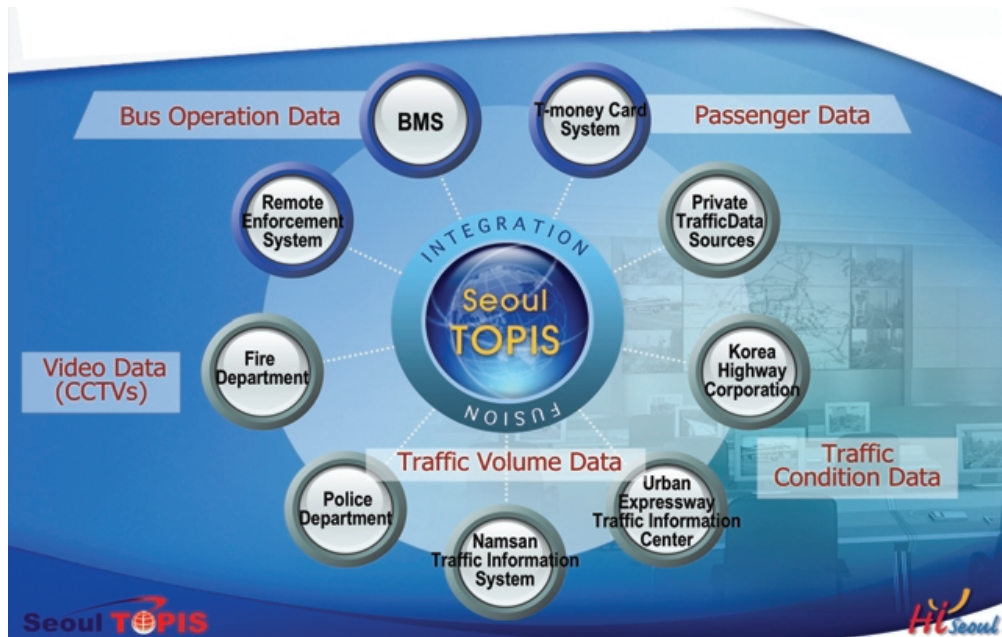 Bus Operation Data
BMS
T-money Card
System
Passenger Data
Remote
Enforcement
System
Private
TrafficData
Sources
INTEGRATION
Seoul
TOPIS
FUSION
Video Data
(CCTVs)
Fire
Department
Korea
Highway
Corporation
Traffic Volume Data
Traffic
Condition Data
Police
Department
Namsan
Traffic Information
System
Urban
Expressway
Traffic Information
Center
Seoul TOPIS
Hi Seoul